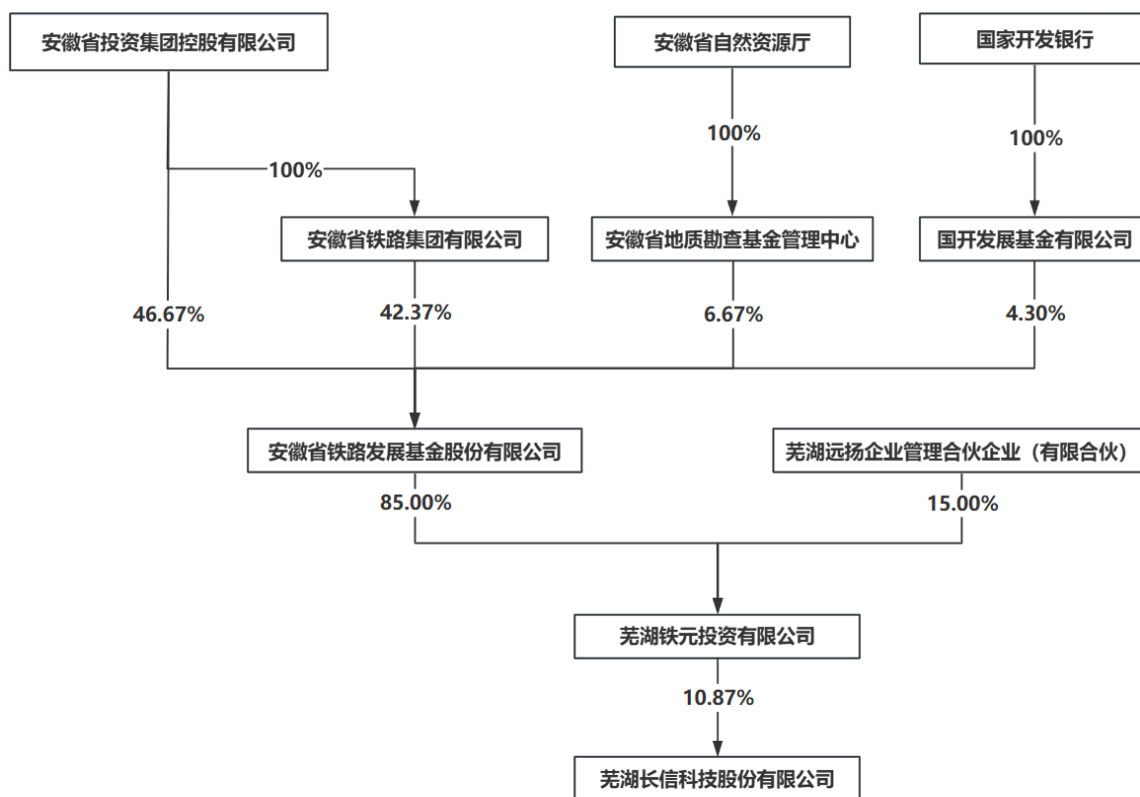 安徽省投资集团控股有限公司
安徽省自然资源厅
国家开发银行
100%
100%
100%
安徽省铁路集团有限公司
安徽省地质勘查基金管理中心
国开发展基金有限公司
46.67%
42.37%
6.67%
4.30%
安徽省铁路发展基金股份有限公司
芜湖远扬企业管理合伙企业（有限合伙）
85.00%
15.00%
芜湖铁元投资有限公司
10.87%
芜湖长信科技股份有限公司